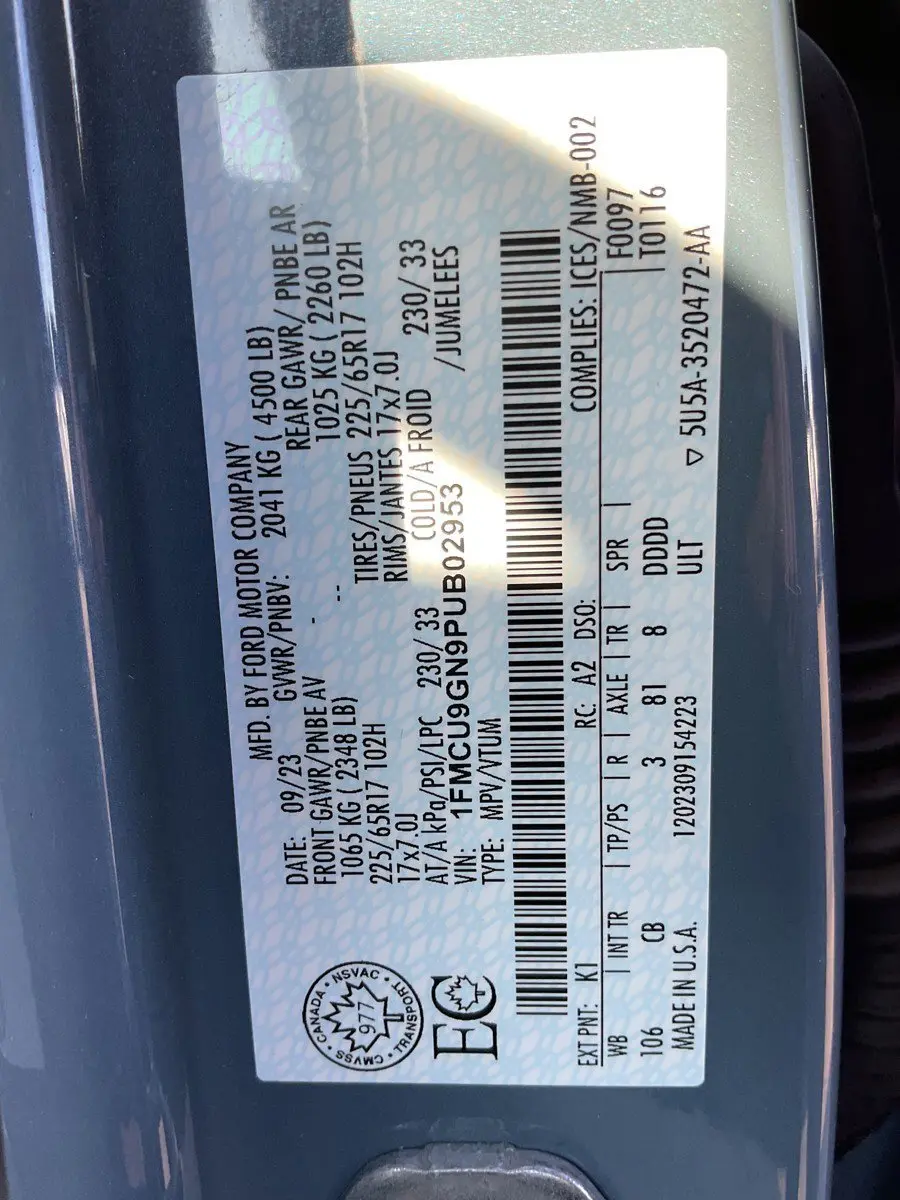 MFD. BY FORD MOTOR COMPANY
DATE: 09/23 GVWR/PNBV: 2041 KG ( 4500 LB)
FRONT GAWR/PNBE AV - REAR GAWR/ PNBE AR
1065 KG ( 2348 LB) -- 1025 KG ( 2260 LB)
225/65R17 102H TIRES/PNEUS 225/65R17 102H
17x7.0J RIMS/JANTES 17x7.0J
AT/A kPa/PSI/LPC 230/ 33 COLD/A FROID 230/ 33
VIN: 1FMCU9GN9PUB02953 /JUMELEES
TYPE: MPV/VTUM
CANADA • NSVAC • TRANSPORT • CMVSS •
977
EC
EXT PNT: K1 RC: A2 DSO: COMPLIES: ICES/NMB-002
WB | INT TR | TP/PS | R | AXLE | TR | SPR | F0097
106 CB 3 81 8 DDDD T0116
MADE IN U.S.A. 1202309154223 ULT
▽ 5U5A-3520472-AA